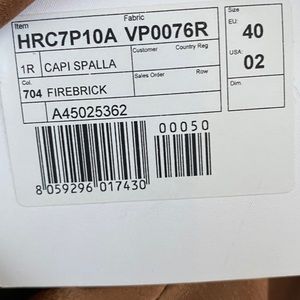 Fabric
Size
HRC7P10A VP0076R
EU: 40
Customer Country Reg
1R CAPI SPALLA
USA: 02
Col. Sales Order Row
704 FIREBRICK
Dim.
A45025362
00050
8 059296 017430